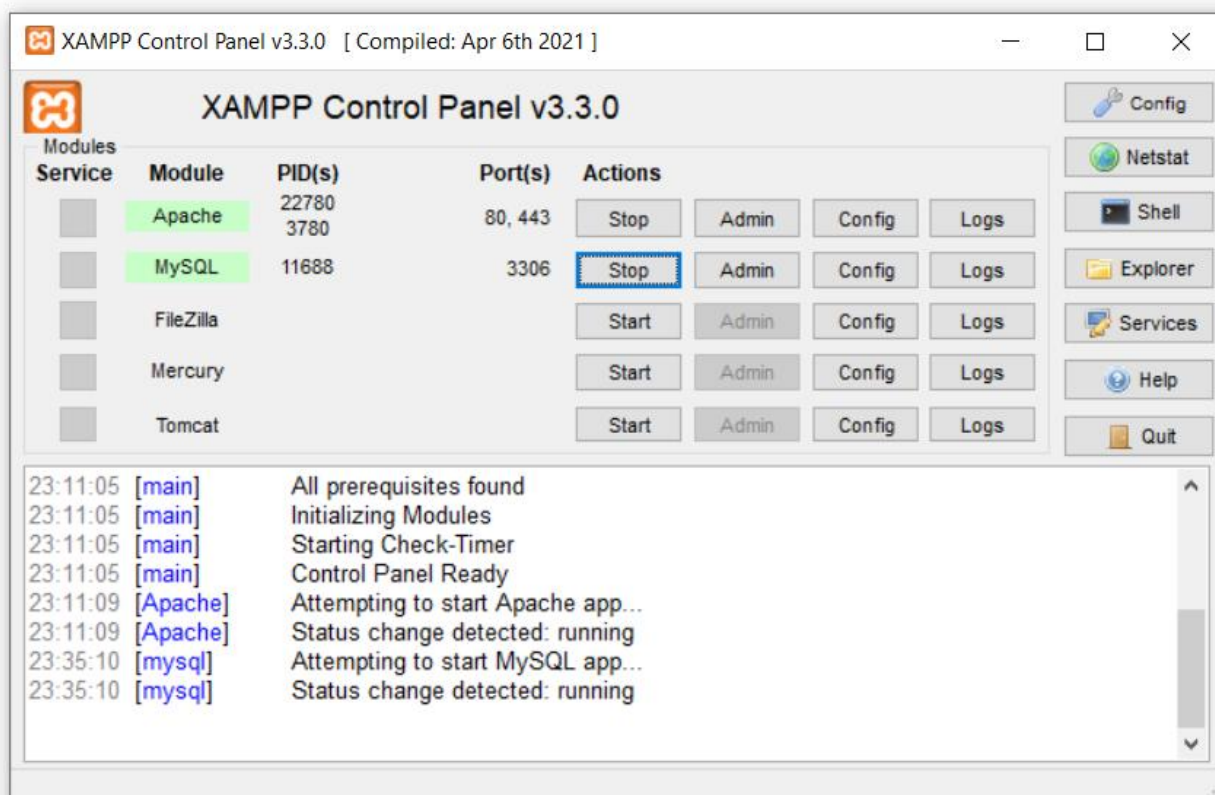 XAMPP Control Panel v3.3.0 [ Compiled: Apr 6th 2021 ]
XAMPP Control Panel v3.3.0
Config
Modules
Netstat
Service Module PID(s) Port(s) Actions
Apache 22780 3780 80, 443 Stop Admin Config Logs
Shell
MySQL 11688 3306 Stop Admin Config Logs
Explorer
FileZilla Start Admin Config Logs
Services
Mercury Start Admin Config Logs
Help
Tomcat Start Admin Config Logs
Quit
23:11:05 [main] All prerequisites found
23:11:05 [main] Initializing Modules
23:11:05 [main] Starting Check-Timer
23:11:05 [main] Control Panel Ready
23:11:09 [Apache] Attempting to start Apache app...
23:11:09 [Apache] Status change detected: running
23:35:10 [mysql] Attempting to start MySQL app...
23:35:10 [mysql] Status change detected: running